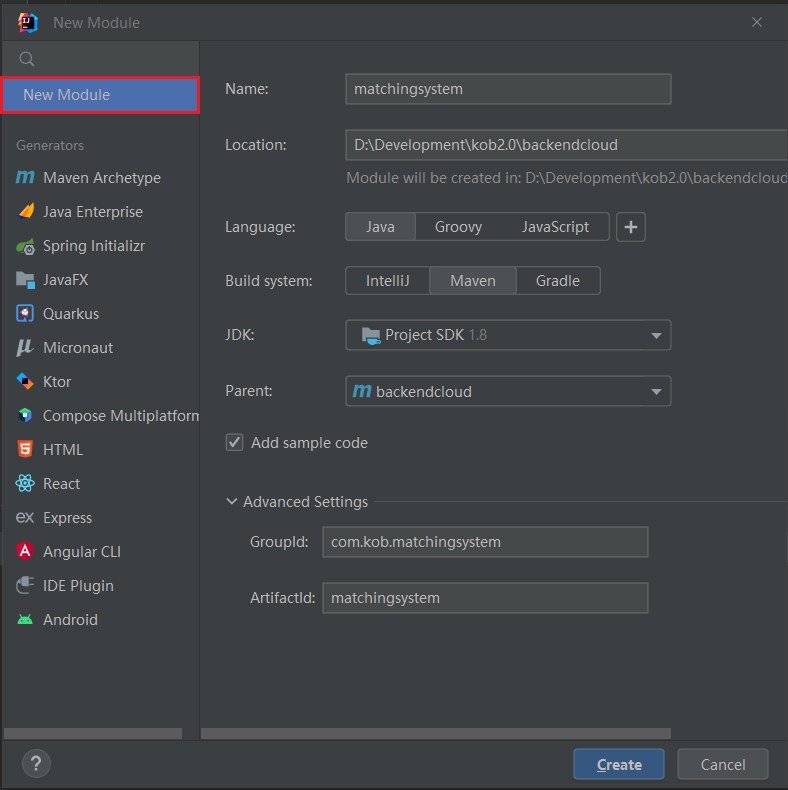 New Module
New Module
Generators
Maven Archetype
Java Enterprise
Spring Initializr
JavaFX
Quarkus
Micronaut
Ktor
Compose Multiplatform
HTML
React
Express
Angular CLI
IDE Plugin
Android
Name: matchingsystem
Location: D:\Development\kob2.0\backendcloud
Module will be created in: D:\Development\kob2.0\backendcloud
Language: Java Groovy JavaScript +
Build system: IntelliJ Maven Gradle
JDK: Project SDK 1.8
Parent: backendcloud
Add sample code
Advanced Settings
GroupId: com.kob.matchingsystem
ArtifactId: matchingsystem
? Create Cancel